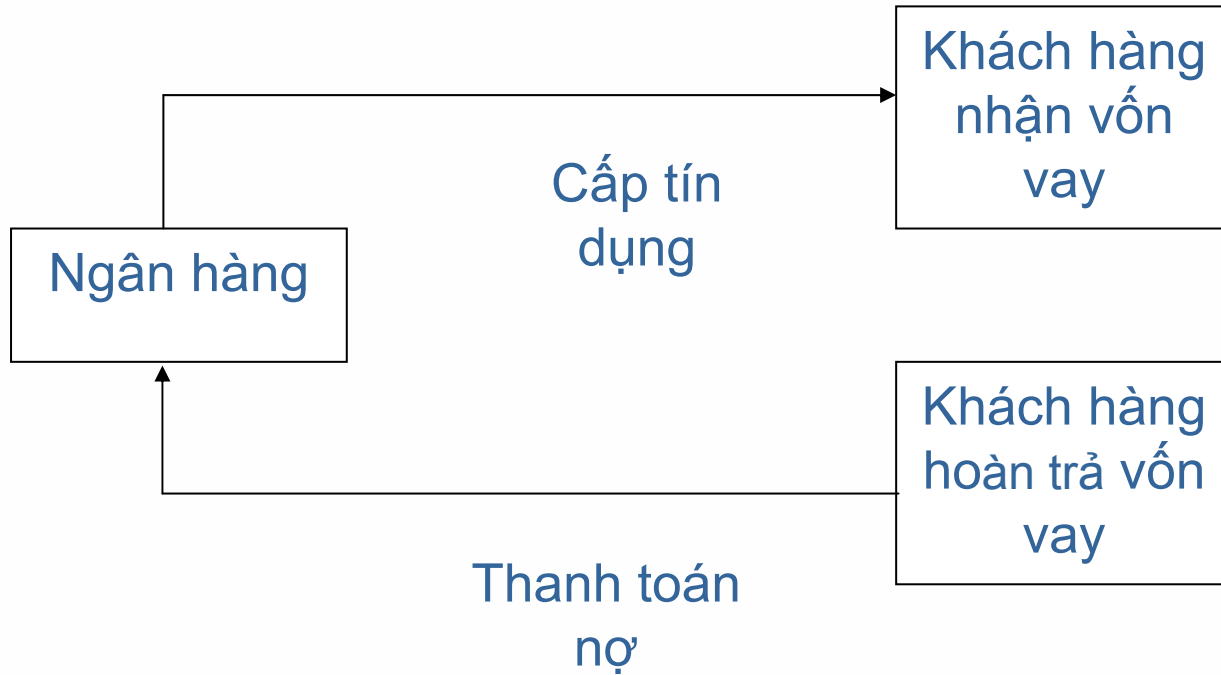 Khách hàng
nhận vốn
vay
Cấp tín
dụng
Ngân hàng
Khách hàng
hoàn trả vốn
vay
Thanh toán
nợ